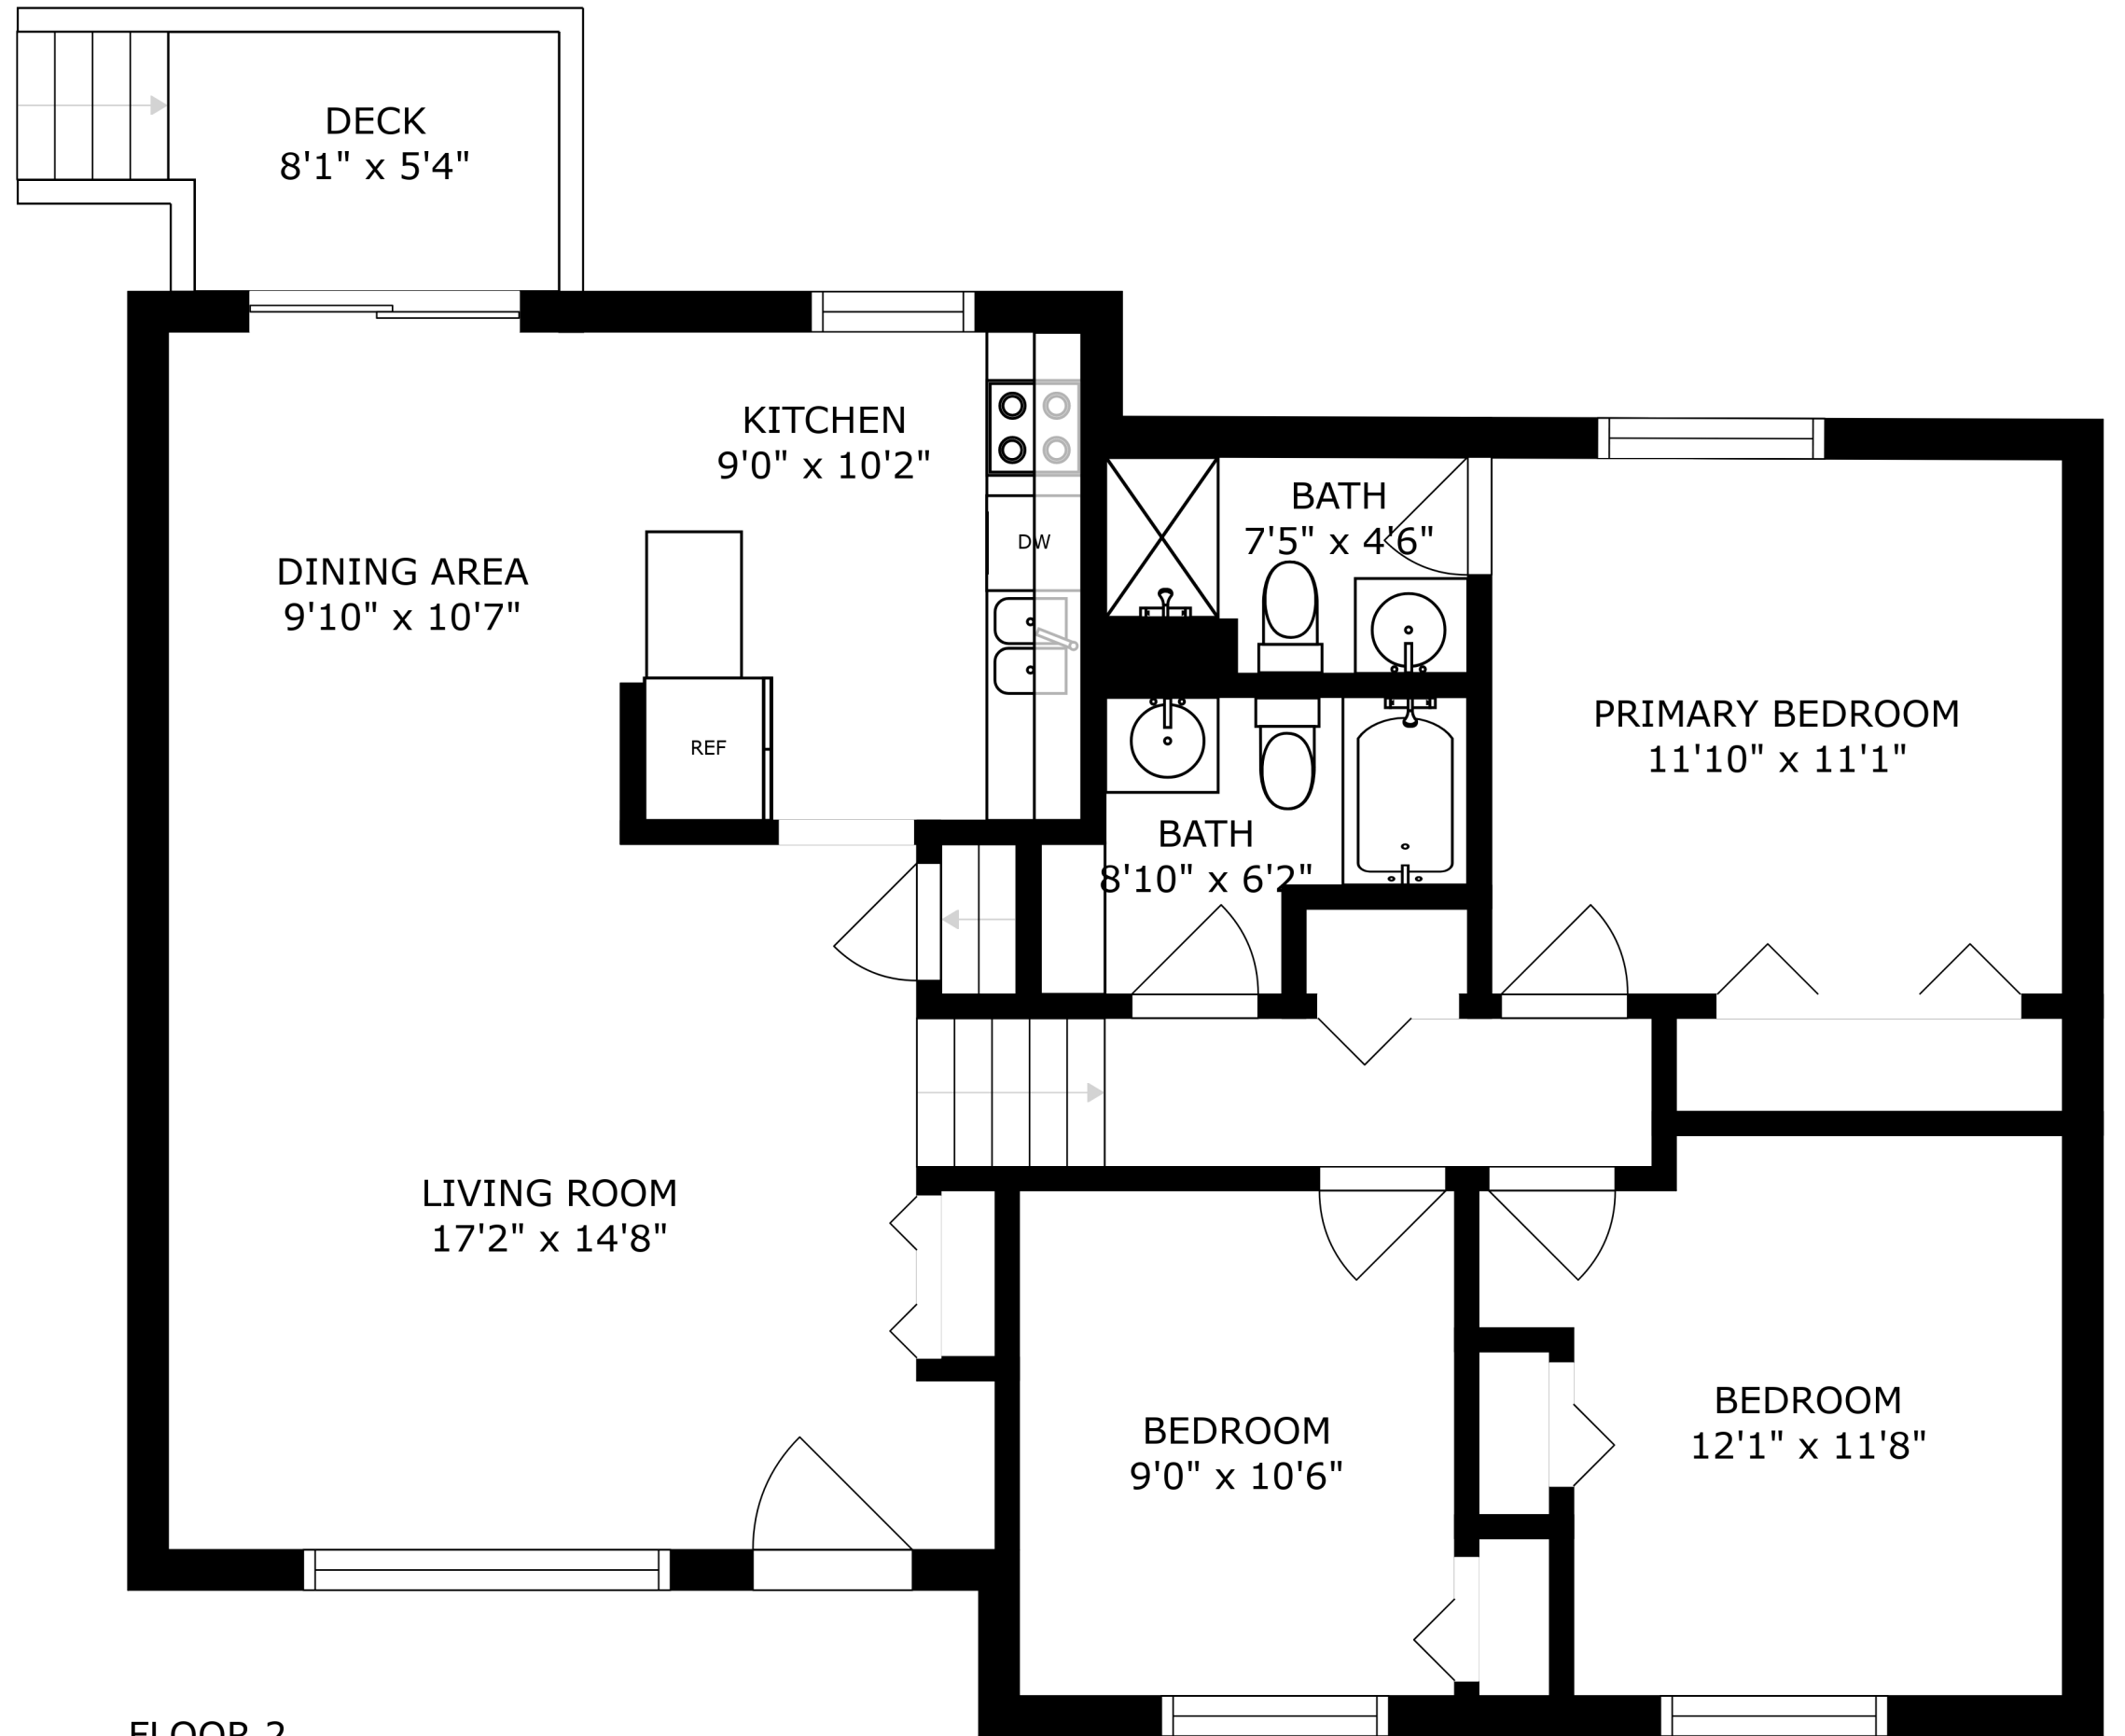 DECK
8'1" x 5'4"
KITCHEN
9'0" x 10'2"
BATH
7'5" x 4'6"
DW
DINING AREA
9'10" x 10'7"
REF
PRIMARY BEDROOM
11'10" x 11'1"
BATH
8'10" x 6'2"
LIVING ROOM
17'2" x 14'8"
BEDROOM
9'0" x 10'6"
BEDROOM
12'1" x 11'8"
FLOOR 2